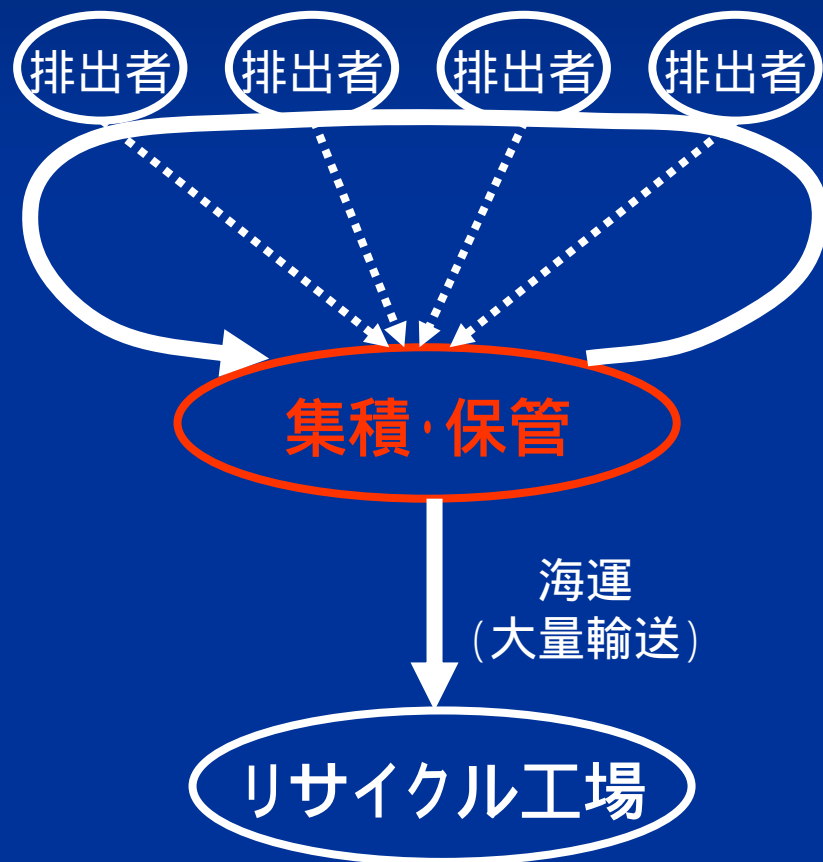 排出者 排出者 排出者 排出者
集積・保管
海運
(大量輸送)
リサイクル工場